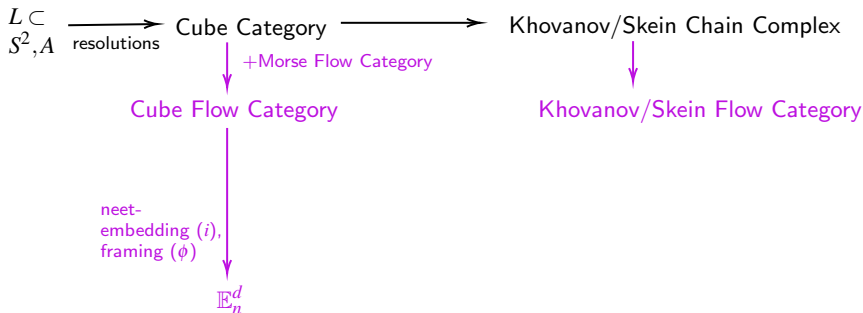 L ⊂
S², A
resolutions
Cube Category
Khovanov/Skein Chain Complex
+Morse Flow Category
Cube Flow Category
Khovanov/Skein Flow Category
neet-
embedding (i),
framing (ϕ)
𝔼ₙᵈ